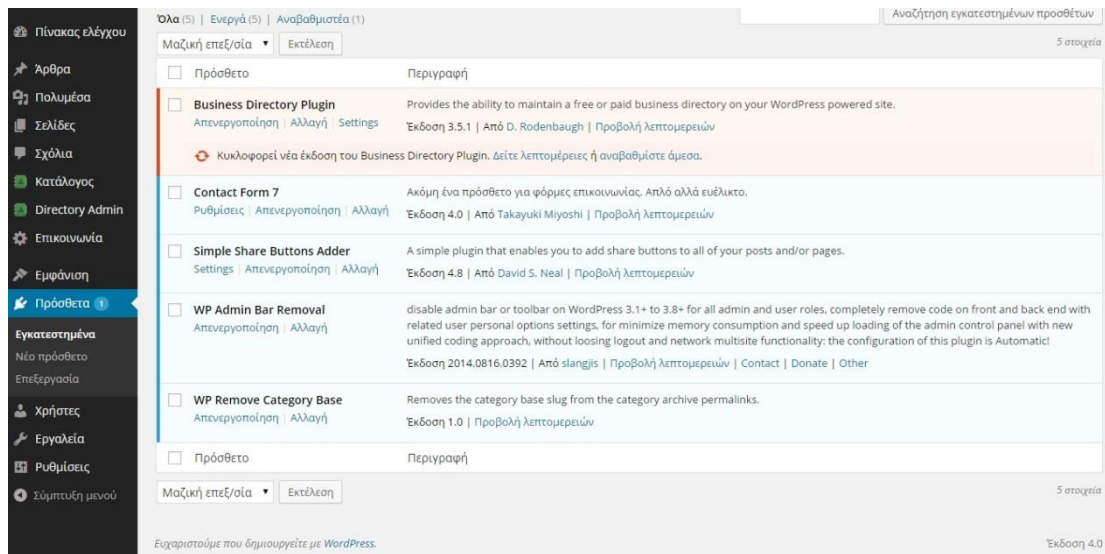 Πίνακας ελέγχου
Άρθρα
Πολυμέσα
Σελίδες
Σχόλια
Κατάλογος
Directory Admin
Επικοινωνία
Εμφάνιση
Πρόσθετα 1
Εγκατεστημένα
Νέο πρόσθετο
Επεξεργασία
Χρήστες
Εργαλεία
Ρυθμίσεις
Σύμπτυξη μενού
Όλα (5) | Ενεργά (5) | Αναβαθμιστέα (1)
Αναζήτηση εγκατεστημένων προσθέτων
Μαζική επεξ/σία Εκτέλεση
5 στοιχεία
Πρόσθετο Περιγραφή
Business Directory Plugin
Απενεργοποίηση | Αλλαγή | Settings
Provides the ability to maintain a free or paid business directory on your WordPress powered site.
Έκδοση 3.5.1 | Από D. Rodenbaugh | Προβολή λεπτομερειών
Κυκλοφορεί νέα έκδοση του Business Directory Plugin. Δείτε λεπτομέρειες ή αναβαθμίστε άμεσα.
Contact Form 7
Ρυθμίσεις | Απενεργοποίηση | Αλλαγή
Ακόμη ένα πρόσθετο για φόρμες επικοινωνίας. Απλό αλλά ευέλικτο.
Έκδοση 4.0 | Από Takayuki Miyoshi | Προβολή λεπτομερειών
Simple Share Buttons Adder
Settings | Απενεργοποίηση | Αλλαγή
A simple plugin that enables you to add share buttons to all of your posts and/or pages.
Έκδοση 4.8 | Από David S. Neal | Προβολή λεπτομερειών
WP Admin Bar Removal
Απενεργοποίηση | Αλλαγή
disable admin bar or toolbar on WordPress 3.1+ to 3.8+ for all admin and user roles, completely remove code on front and back end with
related user personal options settings, for minimize memory consumption and speed up loading of the admin control panel with new
unified coding approach, without loosing logout and network multisite functionality: the configuration of this plugin is Automatic!
Έκδοση 2014.0816.0392 | Από slangjis | Προβολή λεπτομερειών | Contact | Donate | Other
WP Remove Category Base
Απενεργοποίηση | Αλλαγή
Removes the category base slug from the category archive permalinks.
Έκδοση 1.0 | Προβολή λεπτομερειών
Πρόσθετο Περιγραφή
Μαζική επεξ/σία Εκτέλεση
5 στοιχεία
Ευχαριστούμε που δημιουργείτε με WordPress.
Έκδοση 4.0